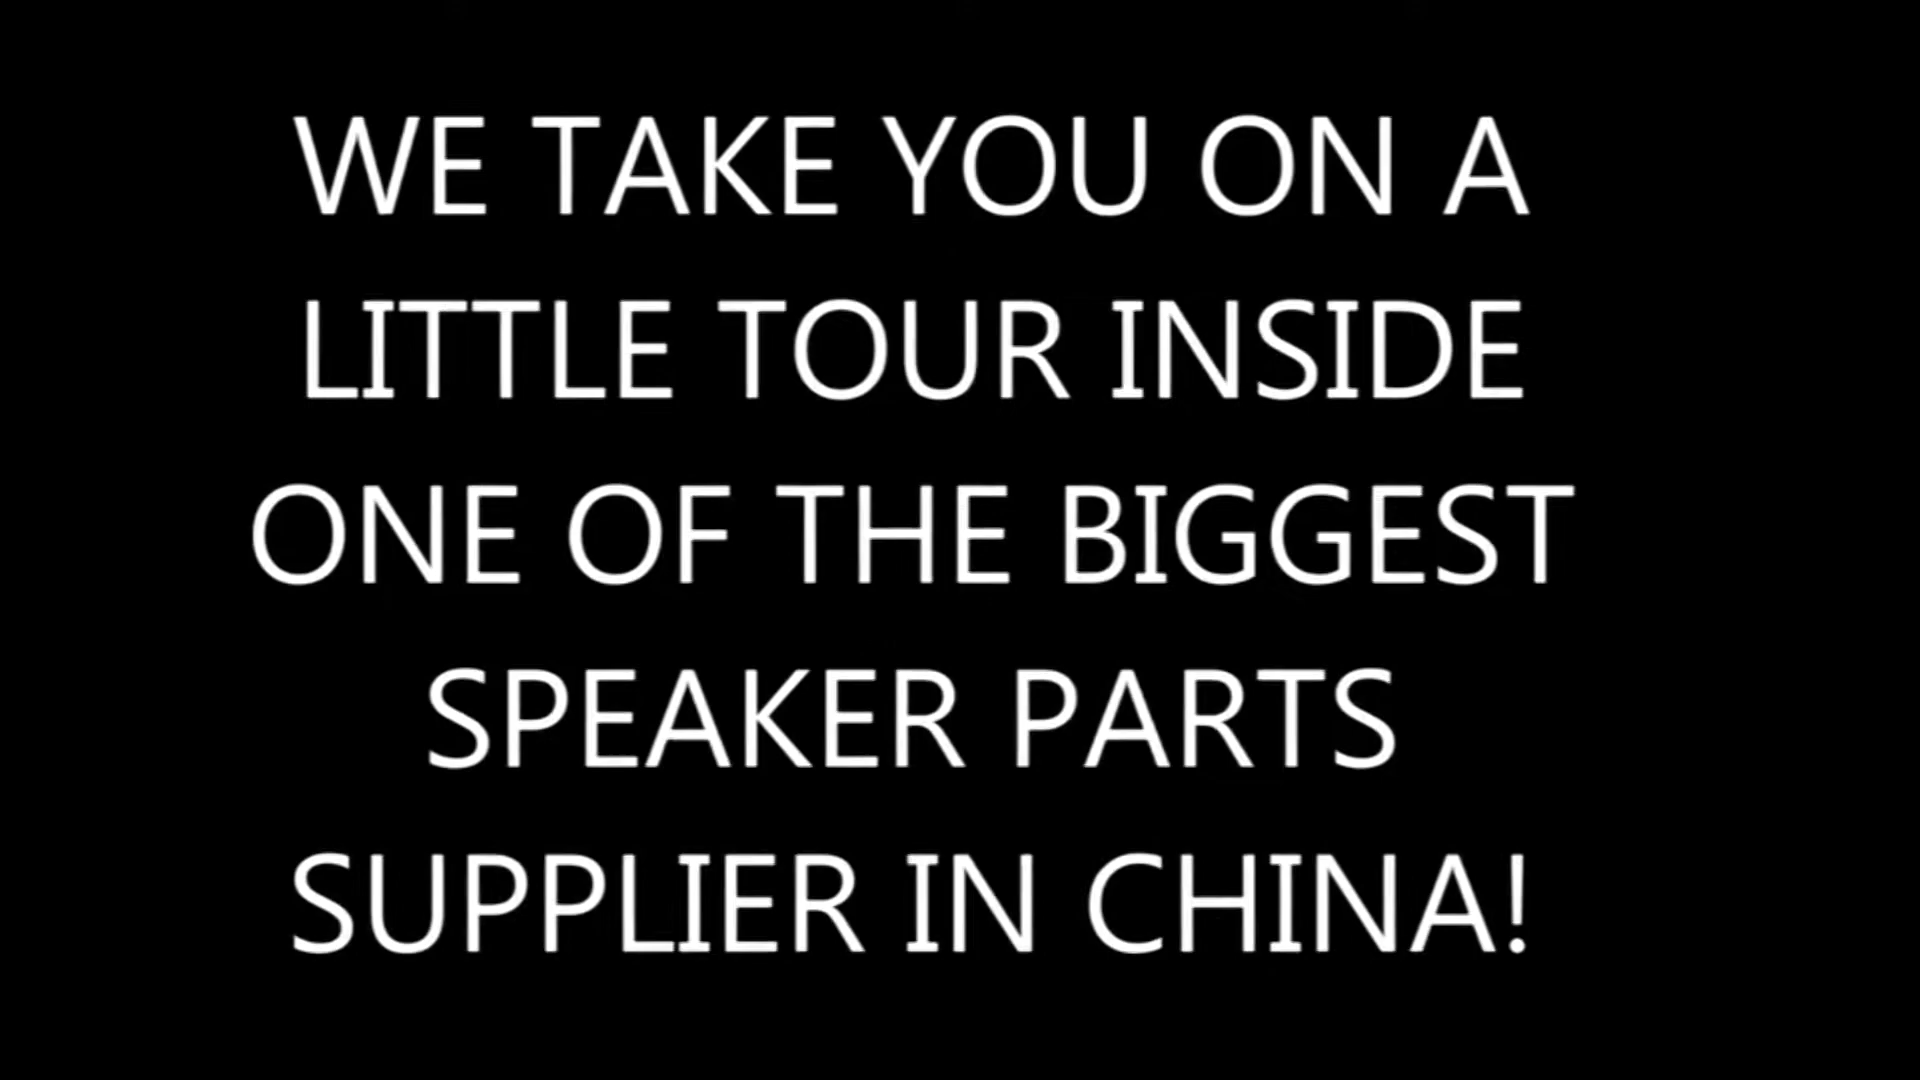 WE TAKE YOU ON A
LITTLE TOUR INSIDE
ONE OF THE BIGGEST
SPEAKER PARTS
SUPPLIER IN CHINA!